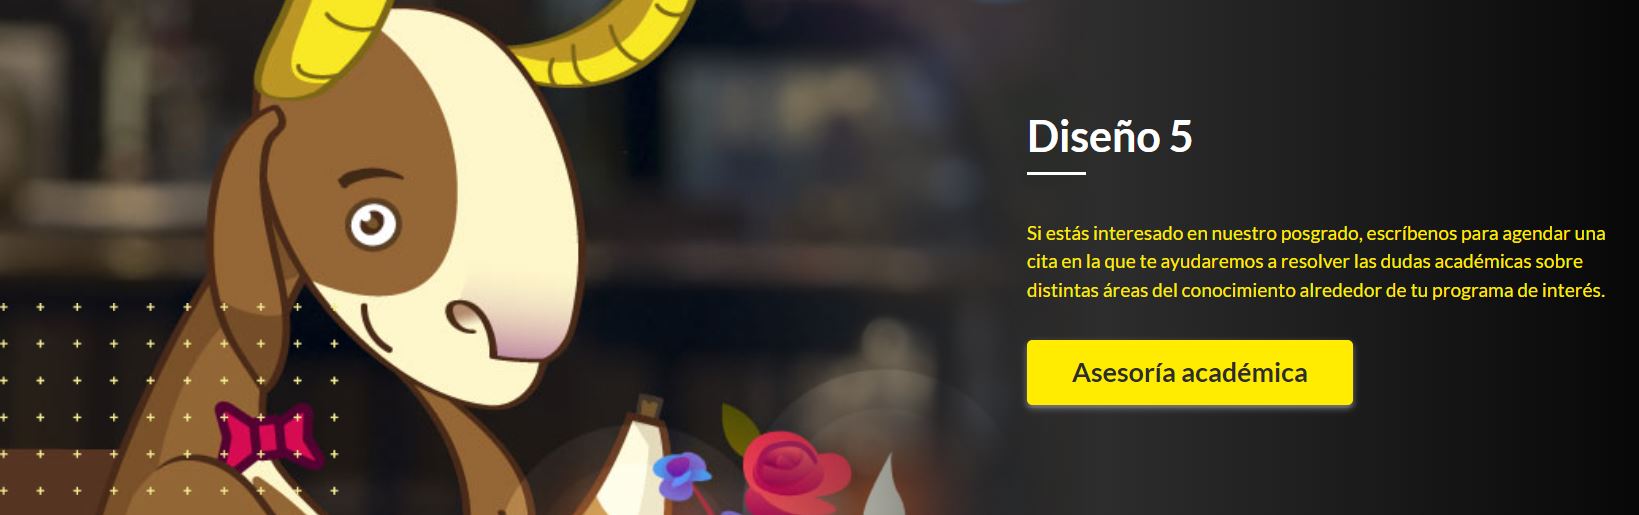 Diseño 5
Si estás interesado en nuestro posgrado, escríbenos para agendar una
cita en la que te ayudaremos a resolver las dudas académicas sobre
distintas áreas del conocimiento alrededor de tu programa de interés.
Asesoría académica